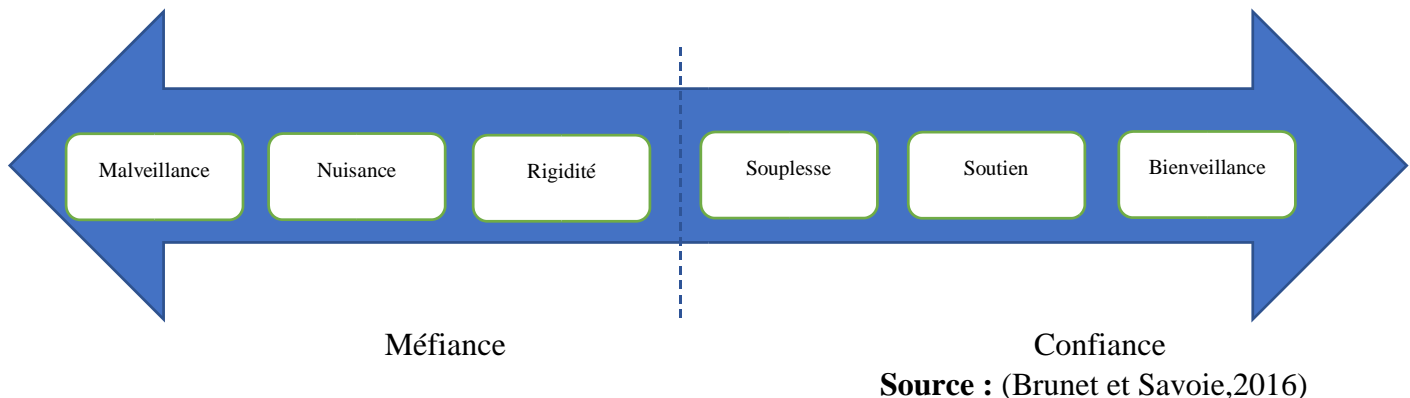 Malveillance
Nuisance
Rigidité
Souplesse
Soutien
Bienveillance
Méfiance
Confiance
Source : (Brunet et Savoie,2016)